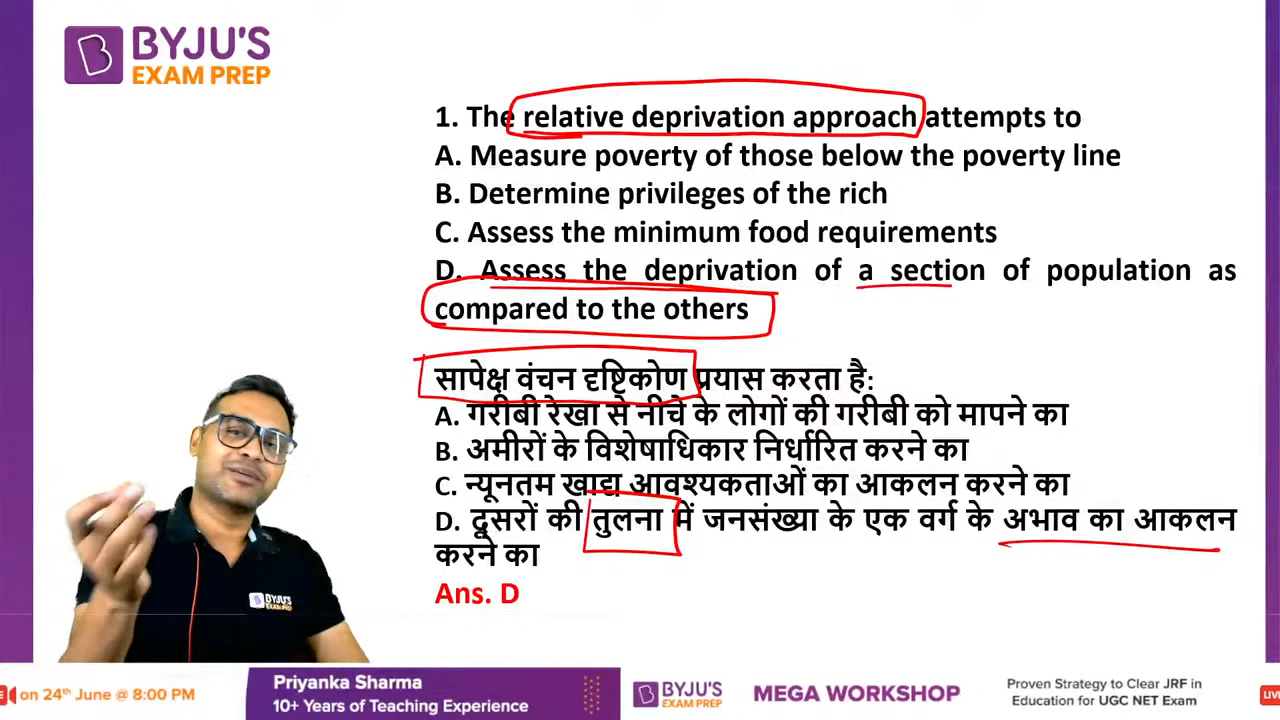 BYJU'S
EXAM PREP
1. The relative deprivation approach attempts to
A. Measure poverty of those below the poverty line
B. Determine privileges of the rich
C. Assess the minimum food requirements
D. Assess the deprivation of a section of population as
compared to the others
सापेक्ष वंचन दृष्टिकोण प्रयास करता है:
A. गरीबी रेखा से नीचे के लोगों की गरीबी को मापने का
B. अमीरों के विशेषाधिकार निर्धारित करने का
C. न्यूनतम खाद्य आवश्यकताओं का आकलन करने का
D. दूसरों की तुलना में जनसंख्या के एक वर्ग के अभाव का आकलन
करने का
Ans. D
BYJU'S
EXAM PREP
on 24th June @ 8:00 PM
Priyanka Sharma
10+ Years of Teaching Experience
BYJU'S
EXAM PREP
MEGA WORKSHOP
Proven Strategy to Clear JRF in
Education for UGC NET Exam